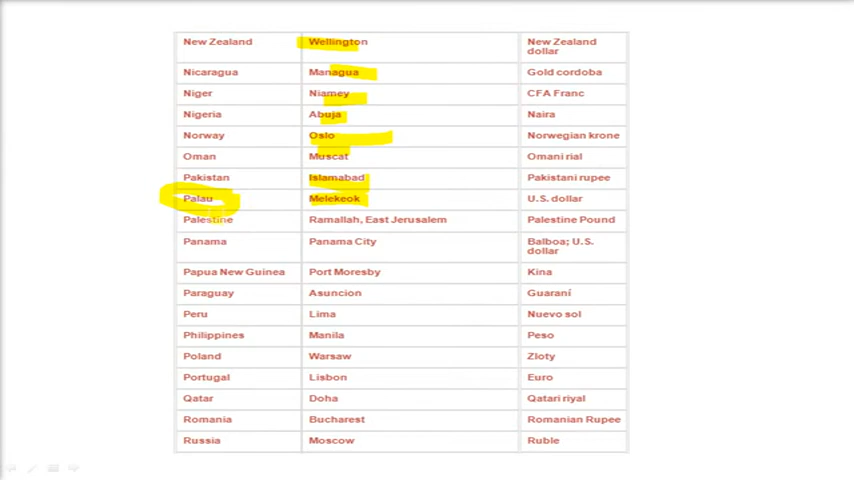 New Zealand Wellington New Zealand
dollar
Nicaragua Managua Gold cordoba
Niger Niamey CFA Franc
Nigeria Abuja Naira
Norway Oslo Norwegian krone
Oman Muscat Omani rial
Pakistan Islamabad Pakistani rupee
Palau Melekeok U.S. dollar
Palestine Ramallah, East Jerusalem Palestine Pound
Panama Panama City Balboa; U.S.
dollar
Papua New Guinea Port Moresby Kina
Paraguay Asuncion Guaraní
Peru Lima Nuevo sol
Philippines Manila Peso
Poland Warsaw Zloty
Portugal Lisbon Euro
Qatar Doha Qatari riyal
Romania Bucharest Romanian Rupee
Russia Moscow Ruble